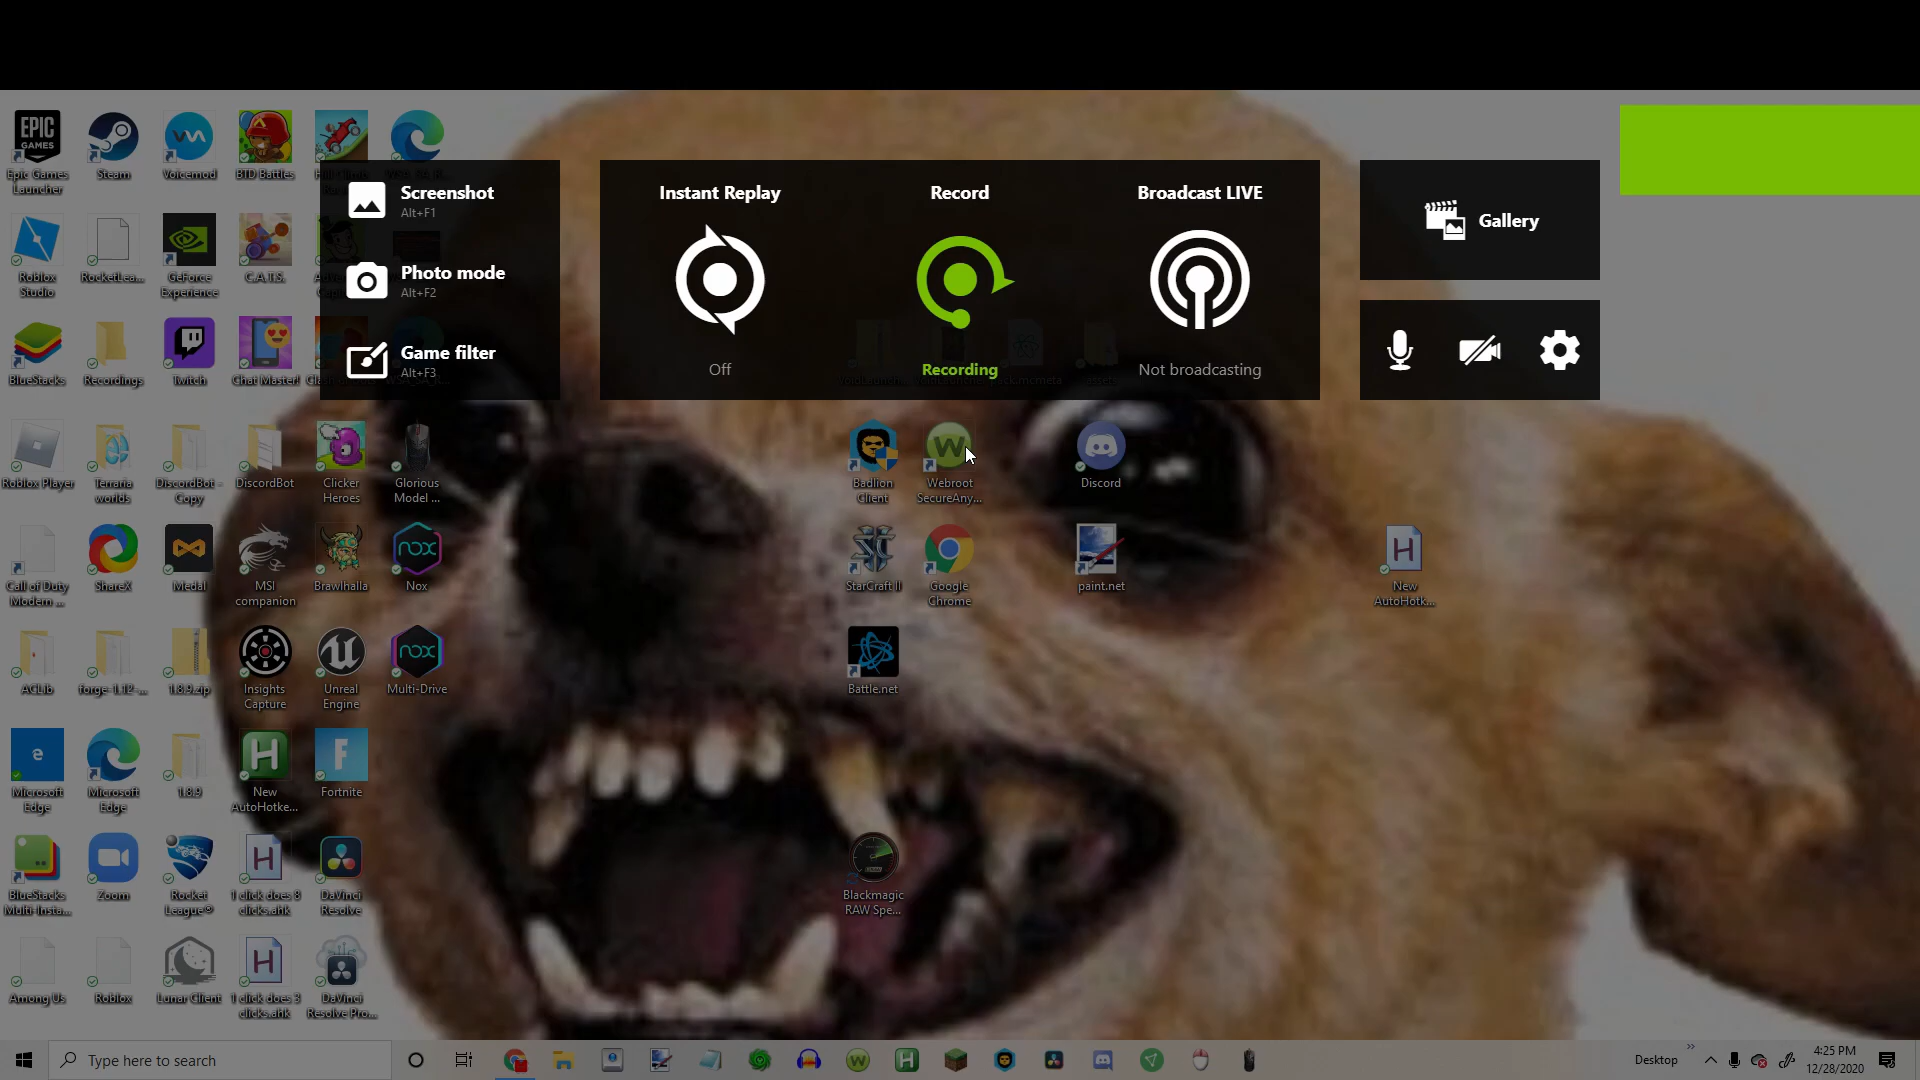 Screenshot
Alt+F1
Photo mode
Alt+F2
Game filter
Alt+F3
Instant Replay
Off
Record
Recording
Broadcast LIVE
Not broadcasting
Gallery
EPIC
GAMES
Epic Games
Launcher
Steam
Voicemod
BTD Battles
Roblox
Studio
RocketLea...
GeForce
Experience
C.A.T.S.
BlueStacks
Recordings
Twitch
Chat Master!
Roblox Player
Terraria
worlds
DiscordBot -
Copy
DiscordBot
Clicker
Heroes
Glorious
Model ...
Badlion
Client
W
Webroot
SecureAny...
Discord
Call of Duty
Modern ...
ShareX
Medal
MSI
companion
Brawlhalla
nox
Nox
StarCraft II
Google
Chrome
paint.net
H
New
AutoHotk...
ACLib
forge-1.12-...
1.8.9.zip
Insights
Capture
Unreal
Engine
nox
Multi-Drive
Battle.net
Microsoft
Edge
Microsoft
Edge
1.8.9
H
New
AutoHotke...
F
Fortnite
BlueStacks
Multi-Insta...
Zoom
Rocket
League®
H
1 click does 8
clicks.ahk
DaVinci
Resolve
Blackmagic
RAW Spe...
Among Us
Roblox
Lunar Client
H
1 click does 3
clicks.ahk
DaVinci
Resolve Pro...
Type here to search
Desktop
4:25 PM
12/28/2020